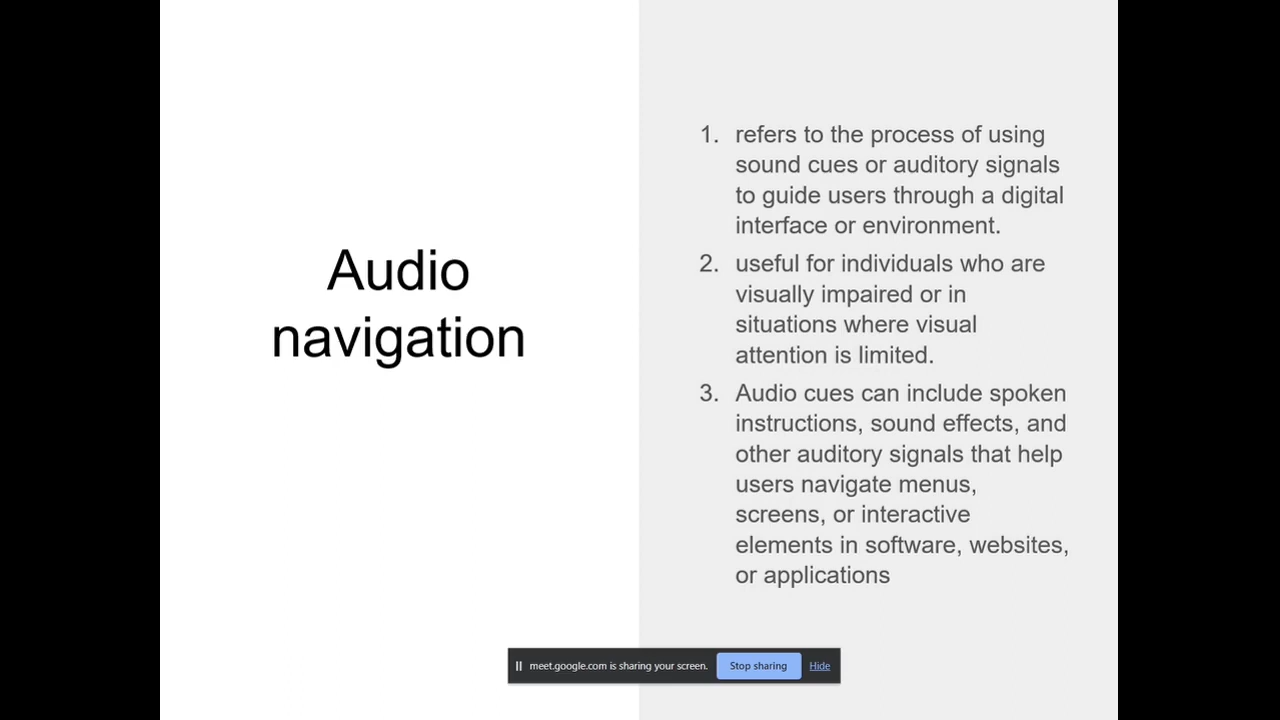 Audio
navigation
1. refers to the process of using
sound cues or auditory signals
to guide users through a digital
interface or environment.
2. useful for individuals who are
visually impaired or in
situations where visual
attention is limited.
3. Audio cues can include spoken
instructions, sound effects, and
other auditory signals that help
users navigate menus,
screens, or interactive
elements in software, websites,
or applications
meet.google.com is sharing your screen. Stop sharing Hide